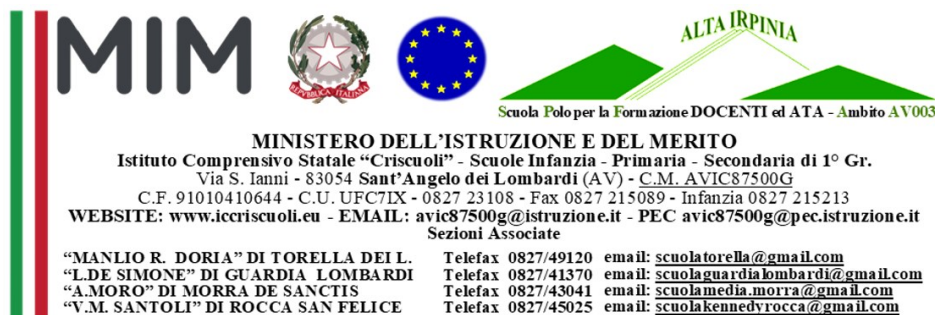 MIM
REPVBBLICA ITALIANA
ALTA IRPINIA
Scuola Polo per la Formazione DOCENTI ed ATA - Ambito AV003
MINISTERO DELL’ISTRUZIONE E DEL MERITO
Istituto Comprensivo Statale “Criscuoli” - Scuole Infanzia - Primaria - Secondaria di 1° Gr.
Via S. Ianni - 83054 Sant’Angelo dei Lombardi (AV) - C.M. AVIC87500G
C.F. 91010410644 - C.U. UFC7IX - 0827 23108 - Fax 0827 215089 - Infanzia 0827 215213
WEBSITE: www.iccriscuoli.eu - EMAIL: avic87500g@istruzione.it - PEC avic87500g@pec.istruzione.it
Sezioni Associate
“MANLIO R. DORIA” DI TORELLA DEI L. Telefax 0827/49120 email: scuolatorella@gmail.com
“L.DE SIMONE” DI GUARDIA LOMBARDI Telefax 0827/41370 email: scuolaguardialombardi@gmail.com
“A.MORO” DI MORRA DE SANCTIS Telefax 0827/43041 email: scuolamedia.morra@gmail.com
“V.M. SANTOLI” DI ROCCA SAN FELICE Telefax 0827/45025 email: scuolakennedyrocca@gmail.com